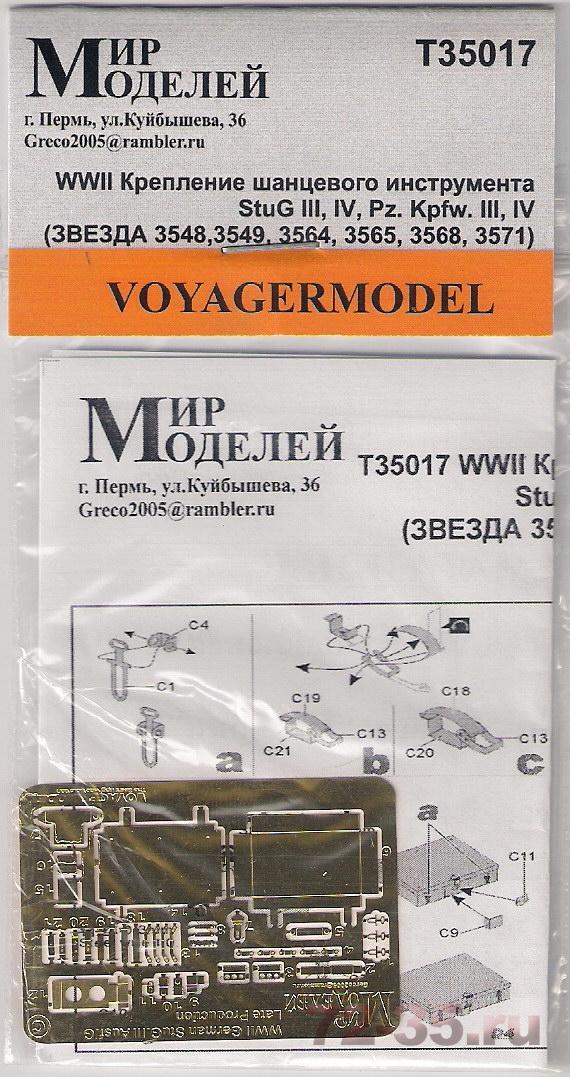 Мир Моделей
T35017
г. Пермь, ул.Куйбышева, 36
Greco2005@rambler.ru
WWII Крепление шанцевого инструмента
StuG III, IV, Pz. Kpfw. III, IV
(ЗВЕЗДА 3548,3549, 3564, 3565, 3568, 3571)
VOYAGERMODEL
Мир Моделей
г. Пермь, ул.Куйбышева, 36
Greco2005@rambler.ru
T35017 WWII Кр
Stu
(ЗВЕЗДА 35
C4
C1
a
C19
C13
C21
b
C18
C13
C20
c
a
C11
C9
WWII German StuG.III Ausf.G
Late Production
72-35.ru